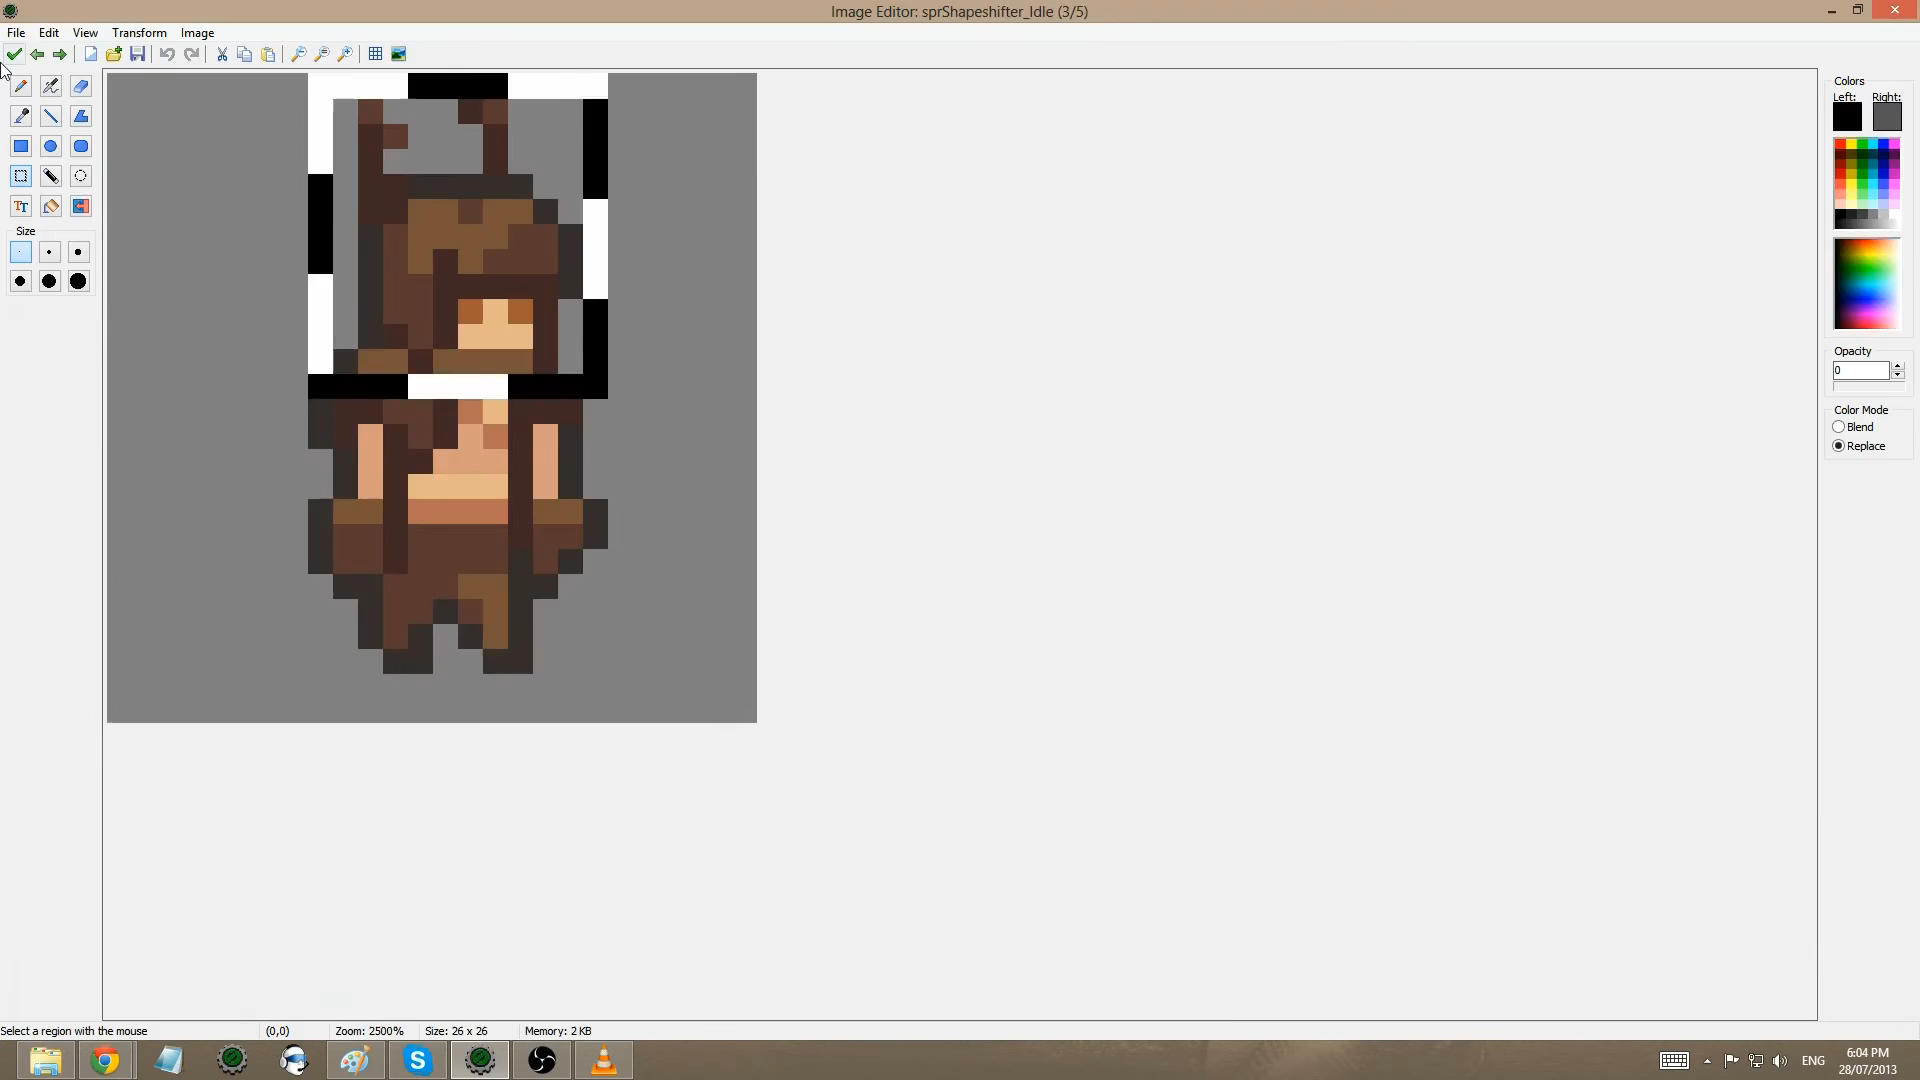 Image Editor: sprShapeshifter_Idle (3/5)
File Edit View Transform Image
Colors
Left: Right:
Size
Opacity
0
Color Mode
Blend
Replace
Select a region with the mouse (0,0) Zoom: 2500% Size: 26 x 26 Memory: 2 KB
ENG 6:04 PM
28/07/2013